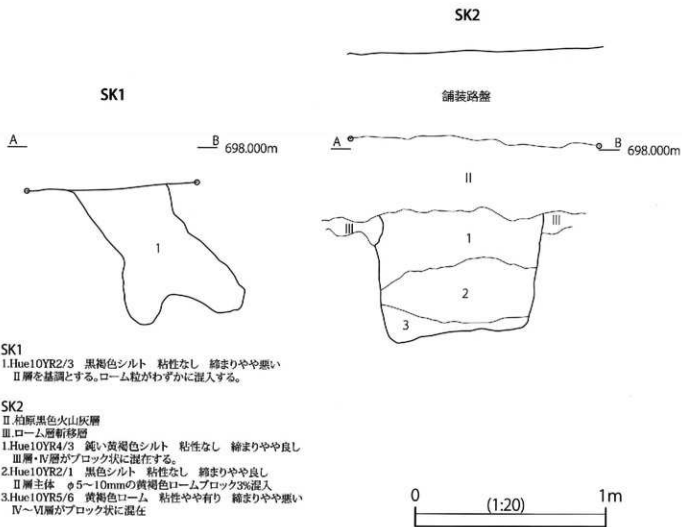 SK2
SK1
舗装路盤
A
B 698.000m
A
B 698.000m
II
III
III
1
1
2
3
SK1
1.Hue10YR2/3 黒褐色シルト 粘性なし 締まりやや悪い
II層を基調とする。ローム粒がわずかに混入する。
SK2
II.柏原黒色火山灰層
III.ローム層漸移層
1.Hue10YR4/3 鈍い黄褐色シルト 粘性なし 締まりやや良し
III層・IV層がブロック状に混在する。
2.Hue10YR2/1 黒色シルト 粘性なし 締まりやや良し
II層主体 φ5～10mmの黄褐色ロームブロック3%混入
3.Hue10YR5/6 黄褐色ローム 粘性やや有り 締まりやや悪い
IV～VI層がブロック状に混在
0 (1:20) 1m